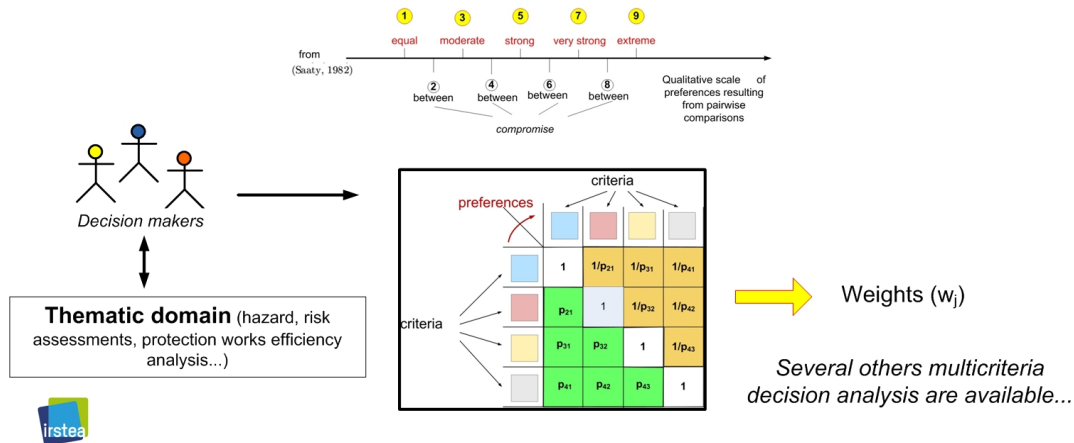 1 3 5 7 9
equal moderate strong very strong extreme
from
(Saaty, 1982)
2 4 6 8
between between between between
compromise
Qualitative scale of
preferences resulting
from pairwise
comparisons
Decision makers
Thematic domain (hazard, risk
assessments, protection works efficiency
analysis...)
irstea
criteria
preferences
criteria
1 1/p21 1/p31 1/p41
p21 1 1/p32 1/p42
p31 p32 1 1/p43
p41 p42 p43 1
Weights (wj)
Several others multicriteria
decision analysis are available...